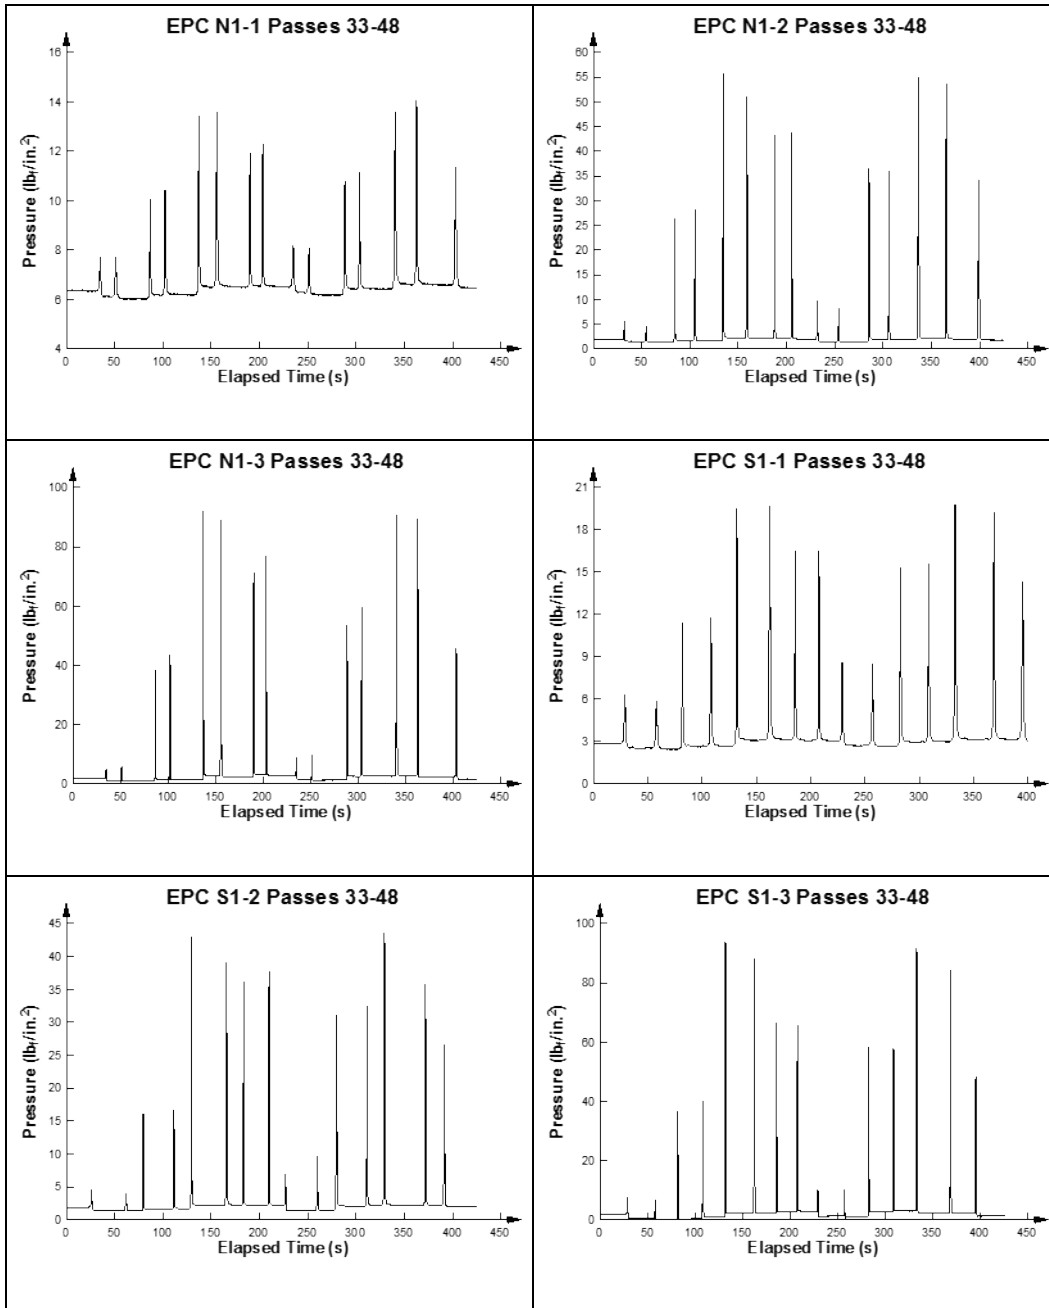 EPC N1-1 Passes 33-48
Pressure (lbf/in.²)
16
14
12
10
8
6
4
0 50 100 150 200 250 300 350 400 450
Elapsed Time (s)
EPC N1-2 Passes 33-48
Pressure (lbf/in.²)
60
55
50
45
40
35
30
25
20
15
10
5
0
0 50 100 150 200 250 300 350 400 450
Elapsed Time (s)
EPC N1-3 Passes 33-48
Pressure (lbf/in.²)
100
80
60
40
20
0
0 50 100 150 200 250 300 350 400 450
Elapsed Time (s)
EPC S1-1 Passes 33-48
Pressure (lbf/in.²)
21
18
15
12
9
6
3
0
0 50 100 150 200 250 300 350 400
Elapsed Time (s)
EPC S1-2 Passes 33-48
Pressure (lbf/in.²)
45
40
35
30
25
20
15
10
5
0
0 50 100 150 200 250 300 350 400 450
Elapsed Time (s)
EPC S1-3 Passes 33-48
Pressure (lbf/in.²)
100
80
60
40
20
0
0 50 100 150 200 250 300 350 400 450
Elapsed Time (s)